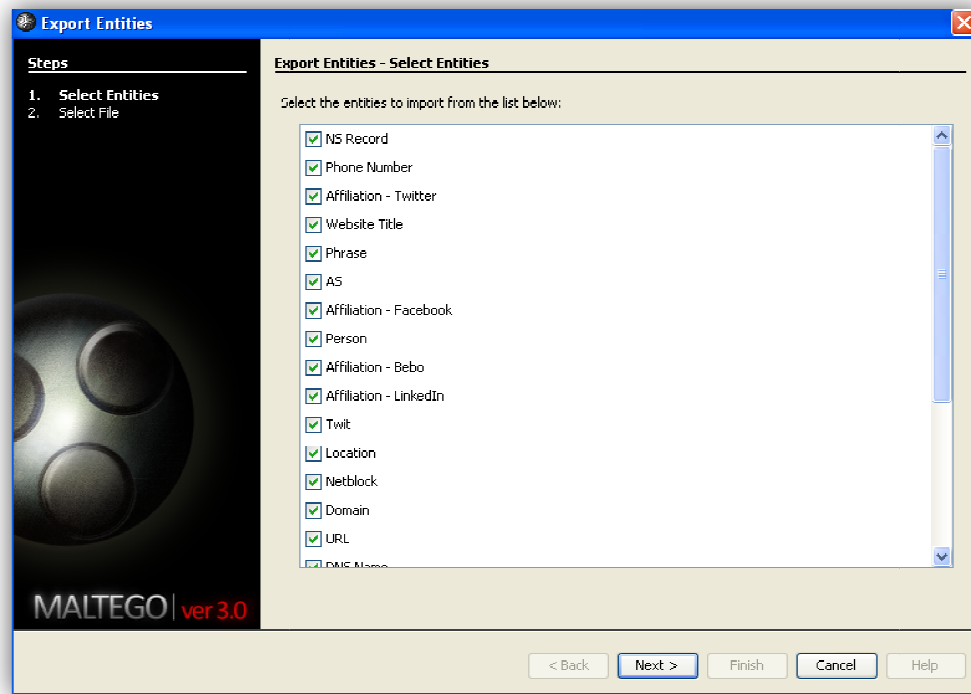 Export Entities
Steps
1. Select Entities
2. Select File
Export Entities - Select Entities
Select the entities to import from the list below:
NS Record
Phone Number
Affiliation - Twitter
Website Title
Phrase
AS
Affiliation - Facebook
Person
Affiliation - Bebo
Affiliation - LinkedIn
Twit
Location
Netblock
Domain
URL
DNS Name
MALTEGO | ver 3.0
< Back
Next >
Finish
Cancel
Help